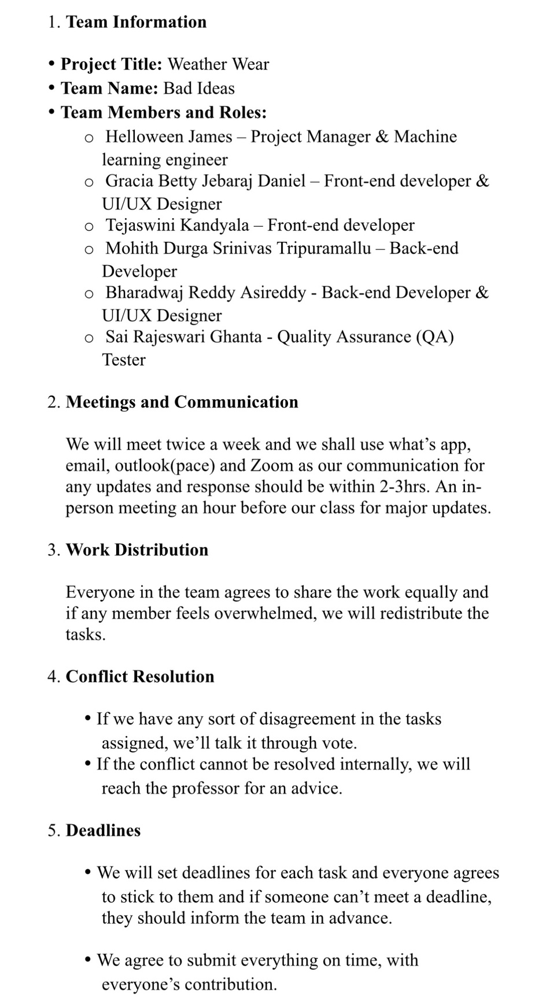 1. Team Information
• Project Title: Weather Wear
• Team Name: Bad Ideas
• Team Members and Roles:
○ Helloween James – Project Manager & Machine
learning engineer
○ Gracia Betty Jebaraj Daniel – Front-end developer &
UI/UX Designer
○ Tejaswini Kandyala – Front-end developer
○ Mohith Durga Srinivas Tripuramallu – Back-end
Developer
○ Bharadwaj Reddy Asireddy - Back-end Developer &
UI/UX Designer
○ Sai Rajeswari Ghanta - Quality Assurance (QA)
Tester
2. Meetings and Communication
We will meet twice a week and we shall use what’s app,
email, outlook(pace) and Zoom as our communication for
any updates and response should be within 2-3hrs. An in-
person meeting an hour before our class for major updates.
3. Work Distribution
Everyone in the team agrees to share the work equally and
if any member feels overwhelmed, we will redistribute the
tasks.
4. Conflict Resolution
• If we have any sort of disagreement in the tasks
assigned, we’ll talk it through vote.
• If the conflict cannot be resolved internally, we will
reach the professor for an advice.
5. Deadlines
• We will set deadlines for each task and everyone agrees
to stick to them and if someone can’t meet a deadline,
they should inform the team in advance.
• We agree to submit everything on time, with
everyone’s contribution.